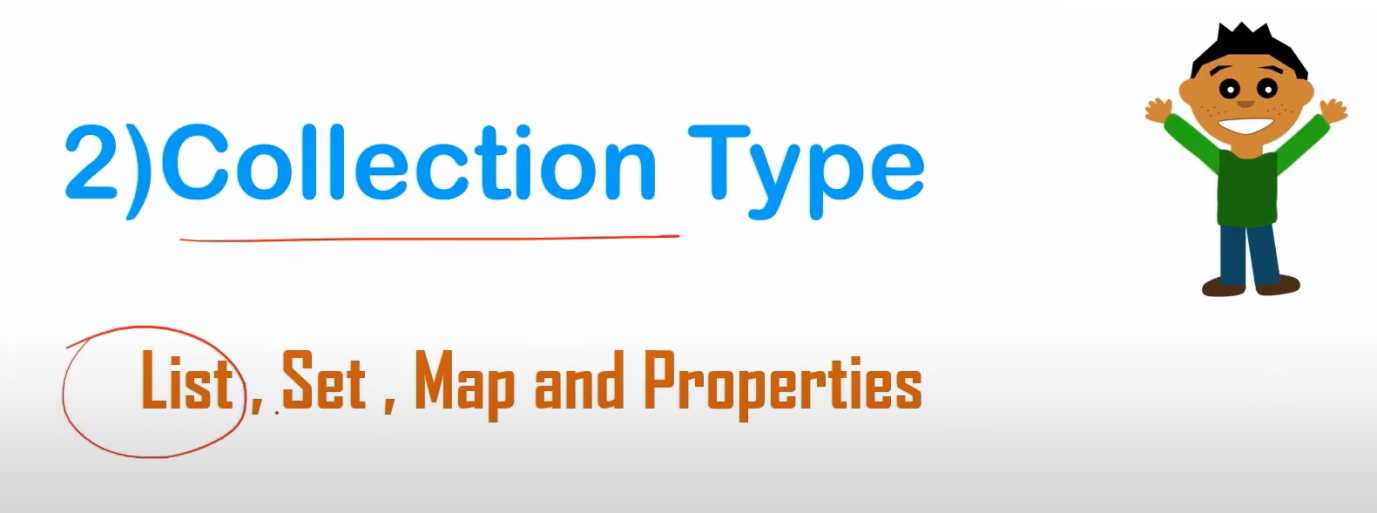 2)Collection Type
List , Set , Map and Properties